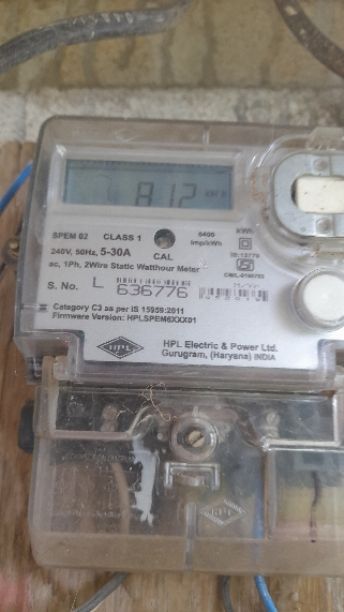 812 kWh
SPEM 02 CLASS 1 6400 kWh
240V, 50Hz, 5-30A CAL imp/kWh
ac, 1Ph, 2Wire Static Watthour Meter
S. No. L 636776
Category C3 as per IS 15959:2011
Firmware Version: HPLSPEM6XXX01
HPL HPL Electric & Power Ltd.
Gurugram, (Haryana) INDIA
HPL